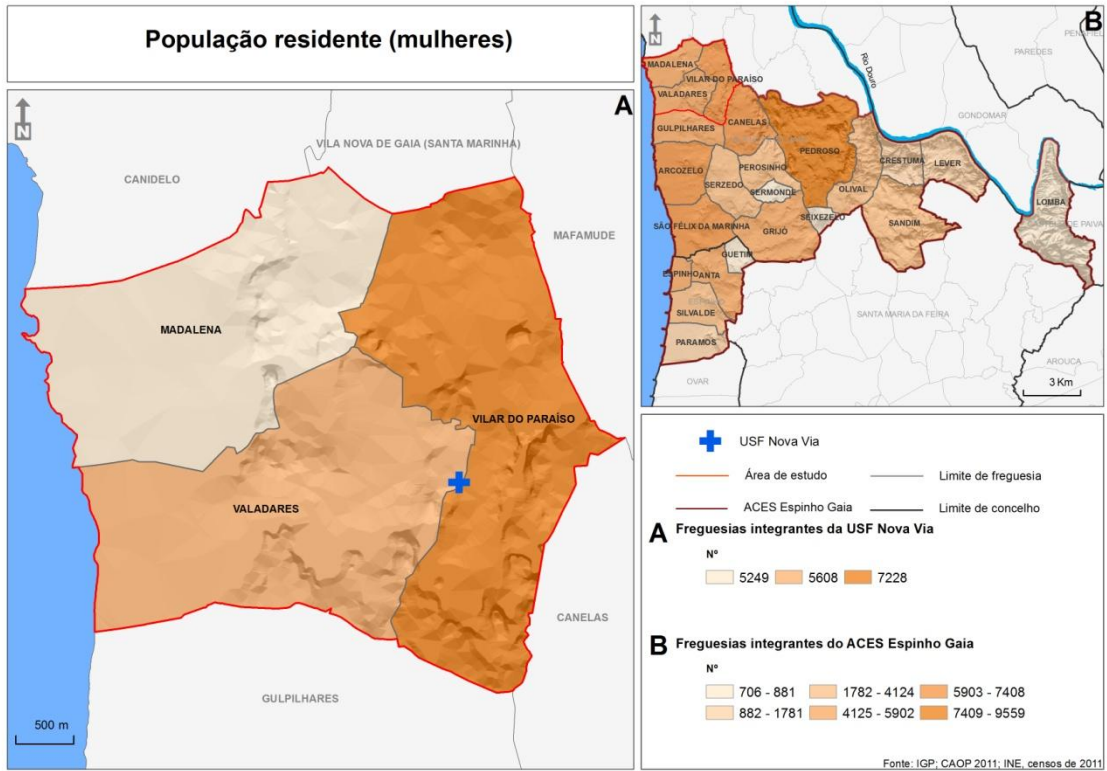 População residente (mulheres)
A
N
VILA NOVA DE GAIA (SANTA MARINHA)
CANIDELO
MAFAMUDE
MADALENA
VILAR DO PARAÍSO
VALADARES
CANELAS
GULPILHARES
500 m
B
N
PENAFIEL
PAREDES
Rio Douro
MADALENA
VILAR DO PARAÍSO
VALADARES
GONDOMAR
GULPILHARES
CANELAS
PEDROSO
CRESTUMA
LEVER
ARCOZELO
PEROSINHO
SERZEDO
SERMONDE
OLIVAL
LOMBA
SEIXEZELO
SANDIM
SÃO FÉLIX DA MARINHA
GRIJÓ
GUETIM
ESPINHO
ANTA
SILVALDE
SANTA MARIA DA FEIRA
PARAMOS
AROUCA
OVAR
3 Km
USF Nova Via
Área de estudo
Limite de freguesia
ACES Espinho Gaia
Limite de concelho
A Freguesias integrantes da USF Nova Via
Nº
5249 5608 7228
B Freguesias integrantes do ACES Espinho Gaia
Nº
706 - 881 1782 - 4124 5903 - 7408
882 - 1781 4125 - 5902 7409 - 9559
Fonte: IGP; CAOP 2011; INE, censos de 2011